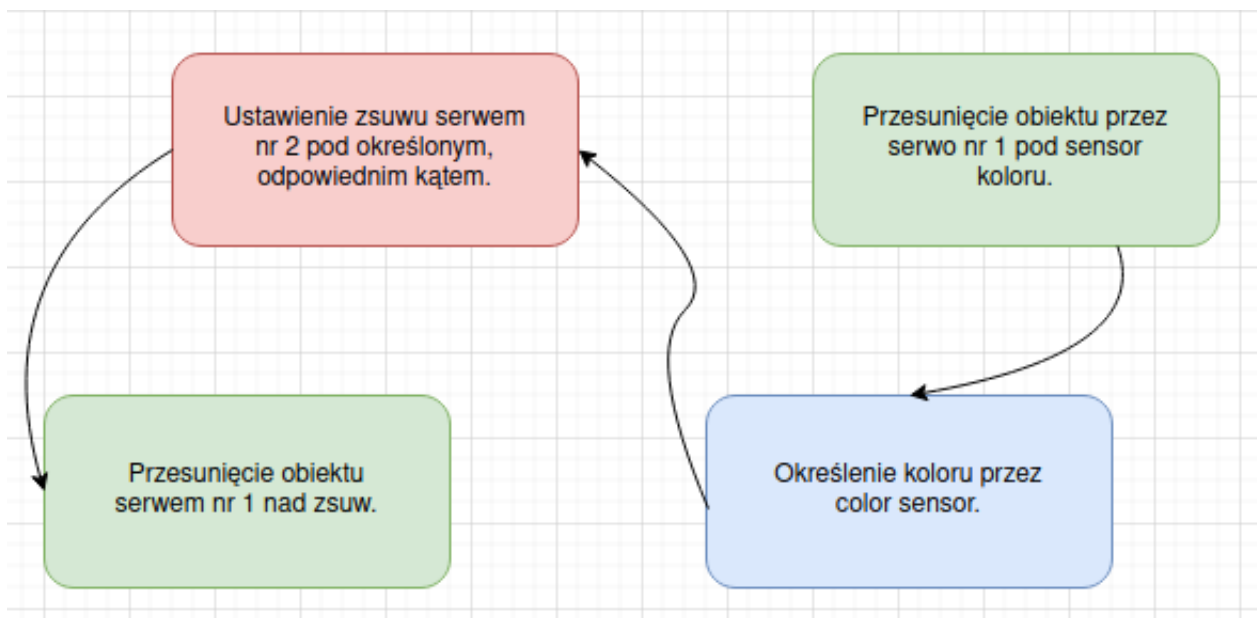 Ustawienie zsuwu serwem
nr 2 pod określonym,
odpowiednim kątem.
Przesunięcie obiektu przez
serwo nr 1 pod sensor
koloru.
Przesunięcie obiektu
serwem nr 1 nad zsuw.
Określenie koloru przez
color sensor.